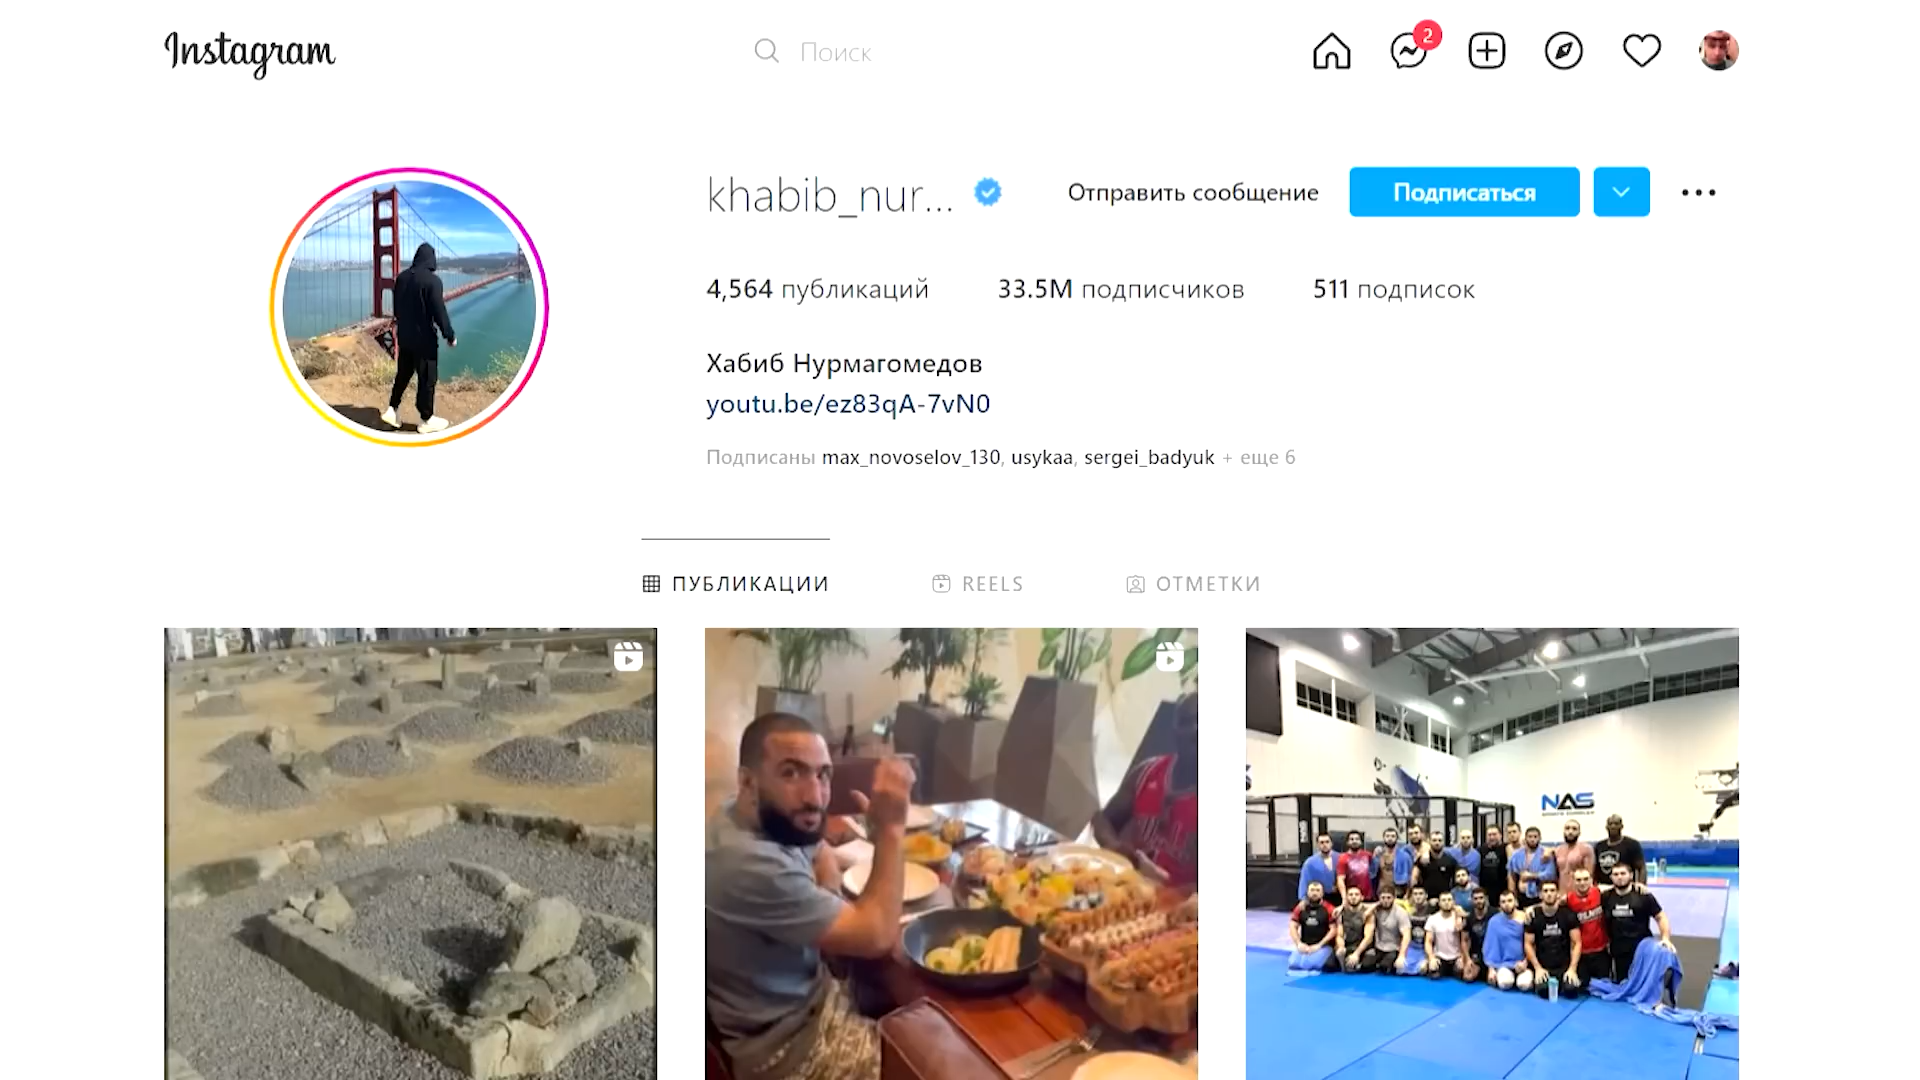 Instagram
Поиск
2
khabib_nur...
Отправить сообщение
Подписаться
4,564 публикаций
33.5M подписчиков
511 подписок
Хабиб Нурмагомедов
youtu.be/ez83qA-7vN0
Подписаны max_novoselov_130, usykaa, sergei_badyuk + еще 6
ПУБЛИКАЦИИ
REELS
ОТМЕТКИ
NAS